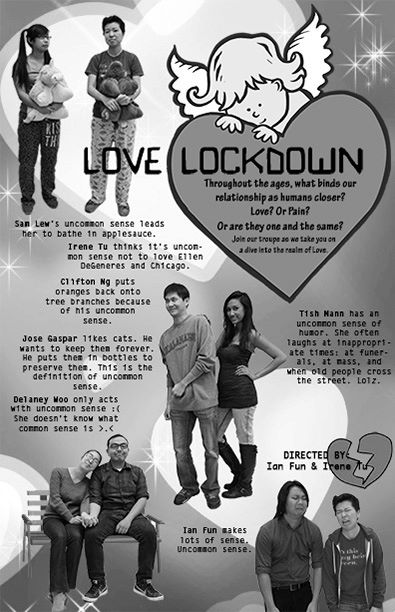 LOVE LOCKDOWN
Throughout the ages, what binds our
relationship as humans closer?
Love? Or Pain?
Or are they one and the same?
Join our troupe as we take you on
a dive into the realm of Love.
Sam Lew's uncommon sense leads
her to bathe in applesauce.
Irene Tu thinks it's uncom-
mon sense not to love Ellen
DeGeneres and Chicago.
Clifton Ng puts
oranges back onto
tree branches because
of his uncommon
sense.
Jose Gaspar likes cats. He
wants to keep them forever.
He puts them in bottles to
preserve them. This is the
definition of uncommon
sense.
Delaney Woo only acts
with uncommon sense :(
She doesn't know what
common sense is >.<
Tish Mann has an
uncommon sense of
humor. She often
laughs at inappropri-
ate times: at funer-
als, at mass, and
when old people cross
the street. Lolz.
DIRECTED BY:
Ian Fun & Irene Tu
Ian Fun makes
lots of sense.
Uncommon sense.